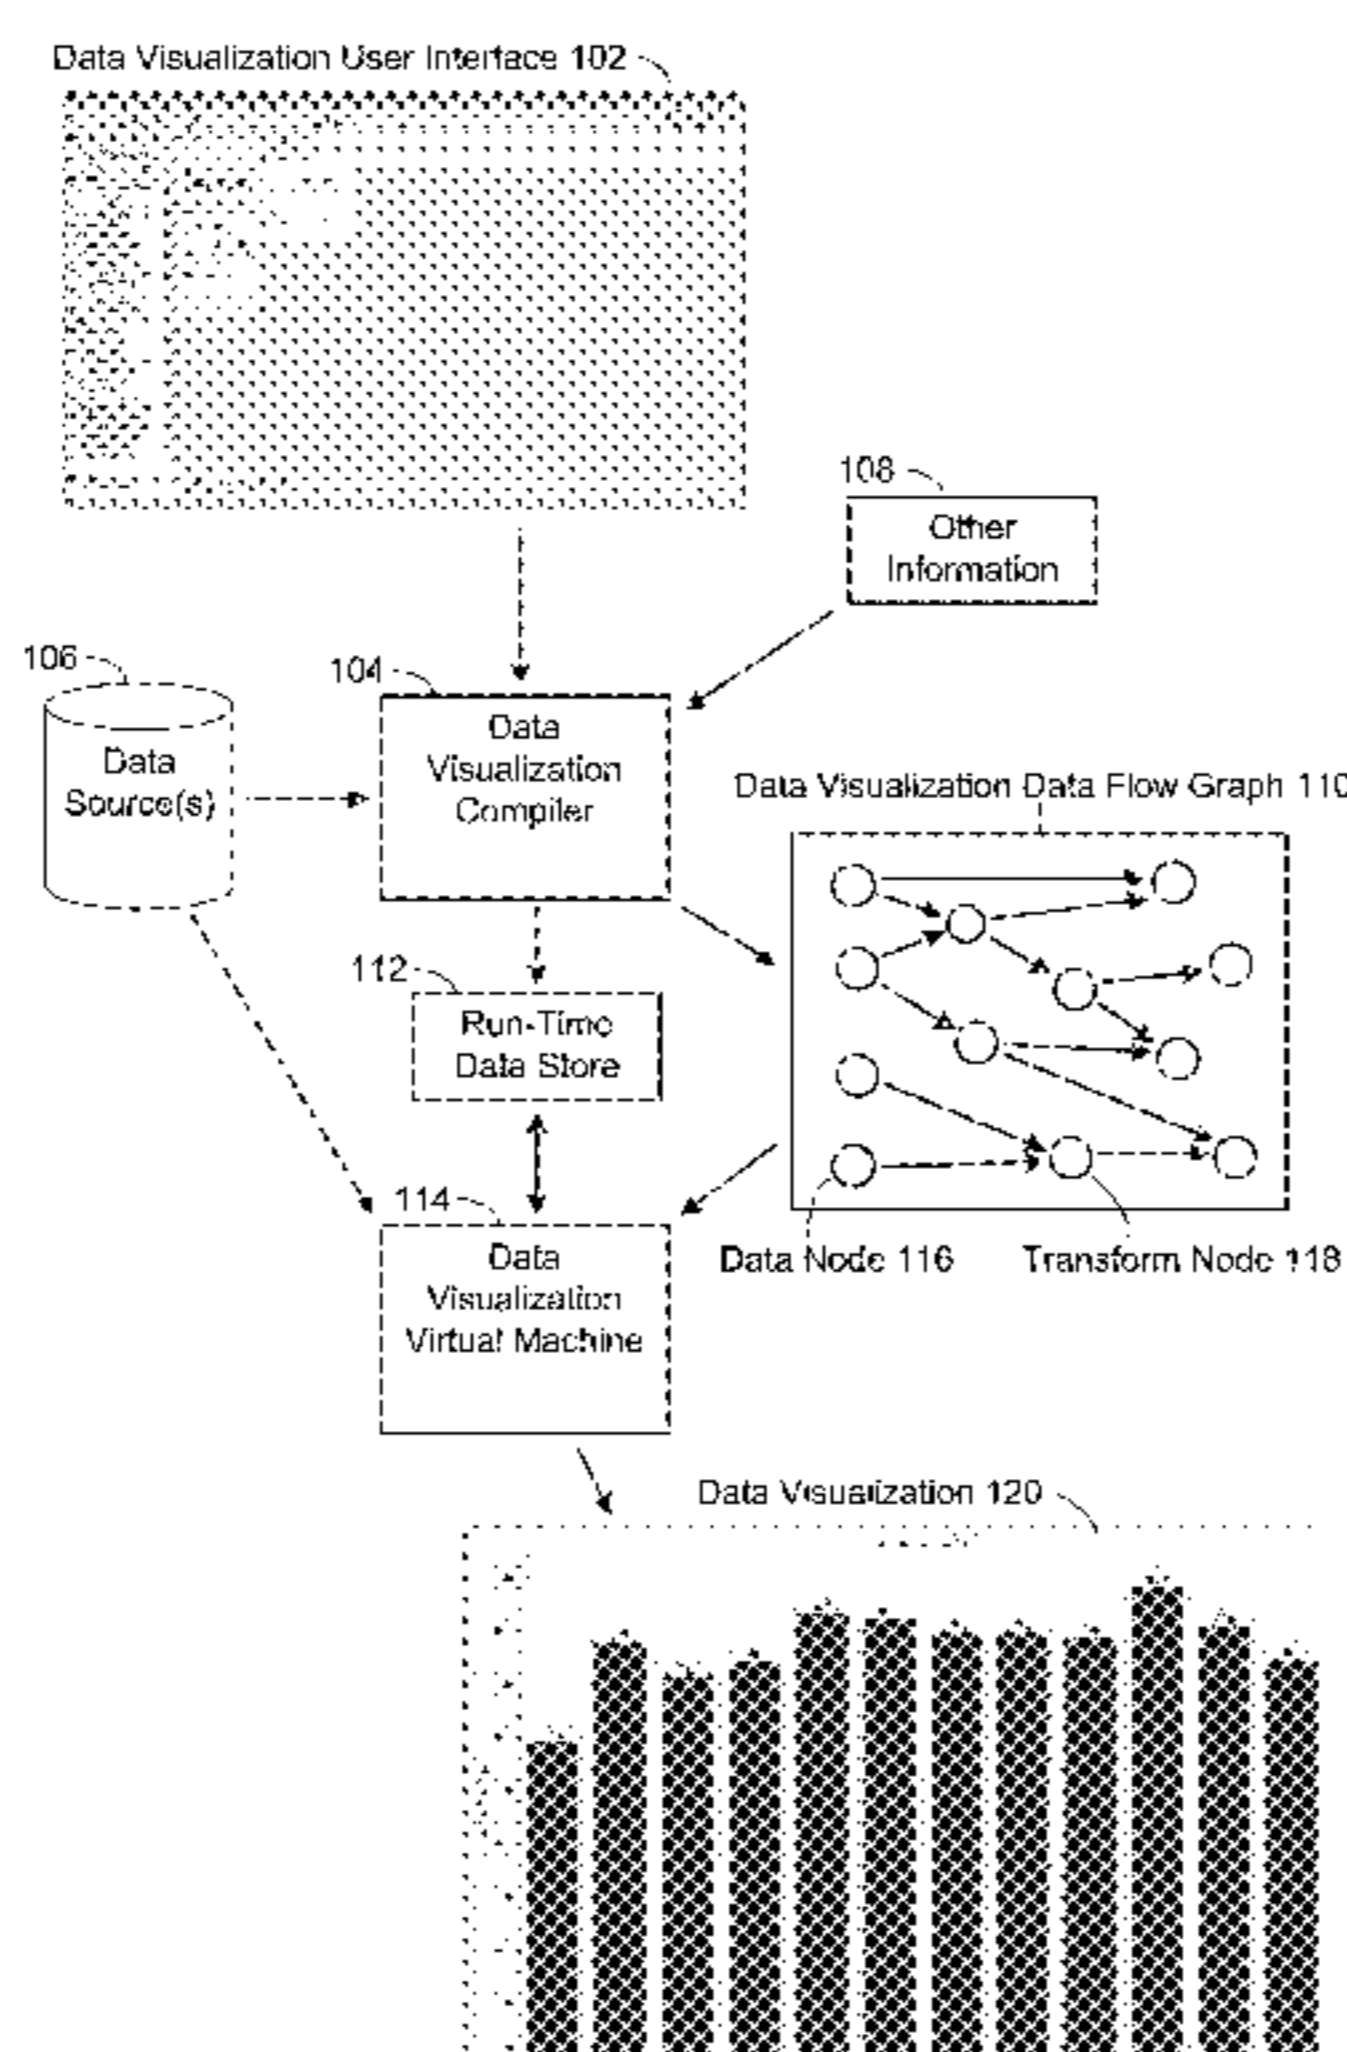 Data Visualization User Interface 102
108
Other
Information
106
104
Data
Source(s)
Data
Visualization
Compiler
Data Visualization Data Flow Graph 110
112
Run-Time
Data Store
114
Data
Visualization
Virtual Machine
Data Node 116
Transform Node 118
Data Visualization 120